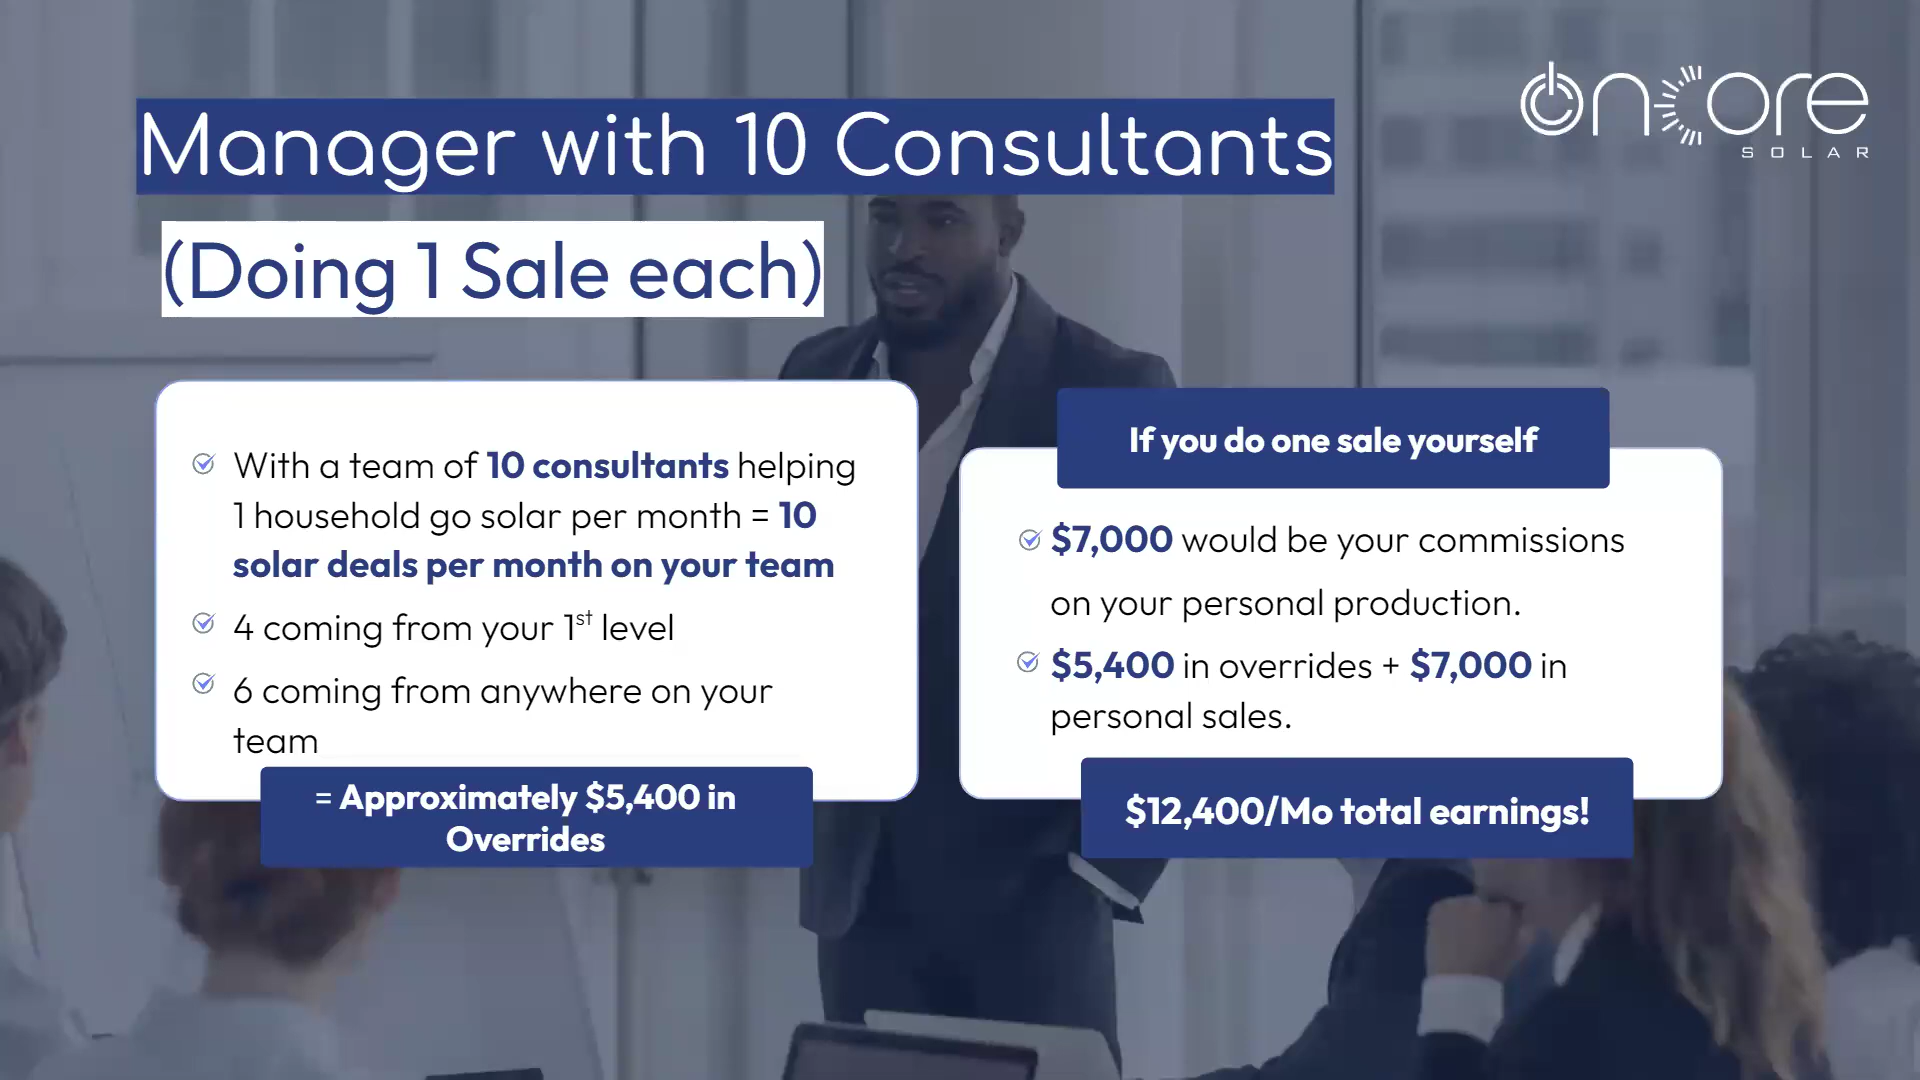 oncore
SOLAR
Manager with 10 Consultants
(Doing 1 Sale each)
With a team of 10 consultants helping
1 household go solar per month = 10
solar deals per month on your team
4 coming from your 1st level
6 coming from anywhere on your
team
= Approximately $5,400 in
Overrides
If you do one sale yourself
$7,000 would be your commissions
on your personal production.
$5,400 in overrides + $7,000 in
personal sales.
$12,400/Mo total earnings!